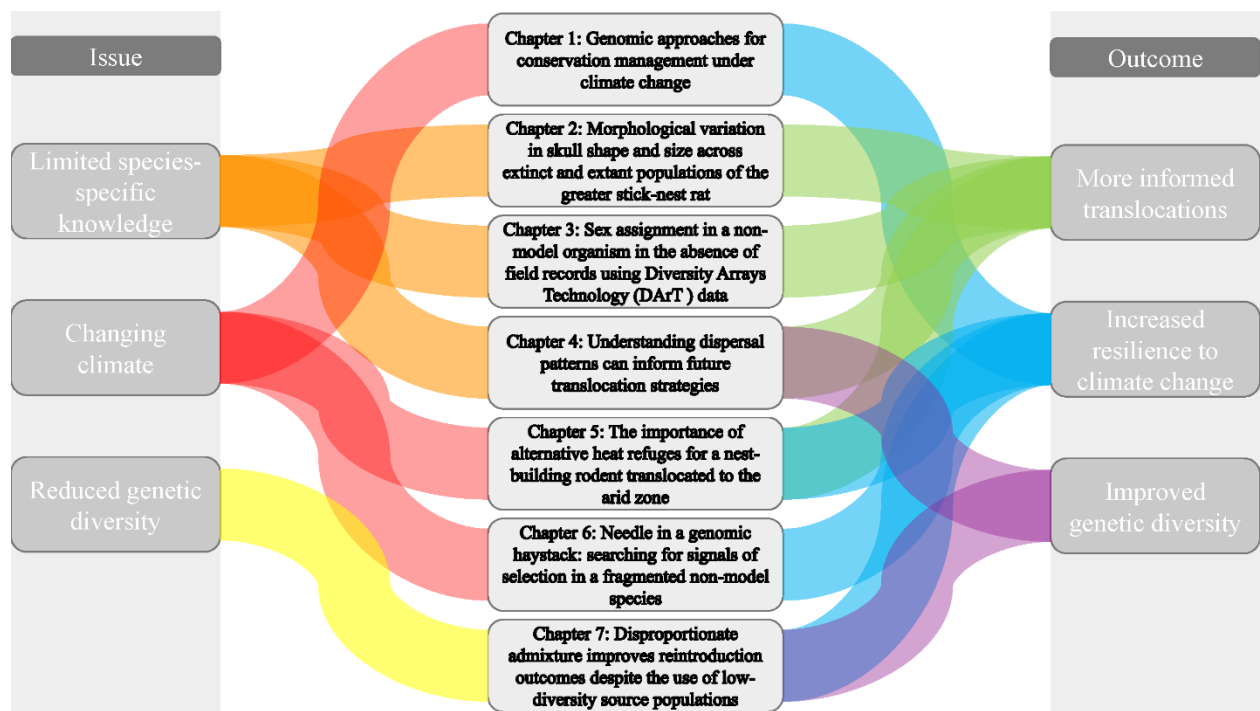 Issue
Limited species-
specific
knowledge
Changing
climate
Reduced genetic
diversity
Chapter 1: Genomic approaches for
conservation management under
climate change
Chapter 2: Morphological variation
in skull shape and size across
extinct and extant populations of the
greater stick-nest rat
Chapter 3: Sex assignment in a non-
model organism in the absence of
field records using Diversity Arrays
Technology (DArT ) data
Chapter 4: Understanding dispersal
patterns can inform future
translocation strategies
Chapter 5: The importance of
alternative heat refuges for a nest-
building rodent translocated to the
arid zone
Chapter 6: Needle in a genomic
haystack: searching for signals of
selection in a fragmented non-model
species
Chapter 7: Disproportionate
admixture improves reintroduction
outcomes despite the use of low-
diversity source populations
Outcome
More informed
translocations
Increased
resilience to
climate change
Improved
genetic diversity